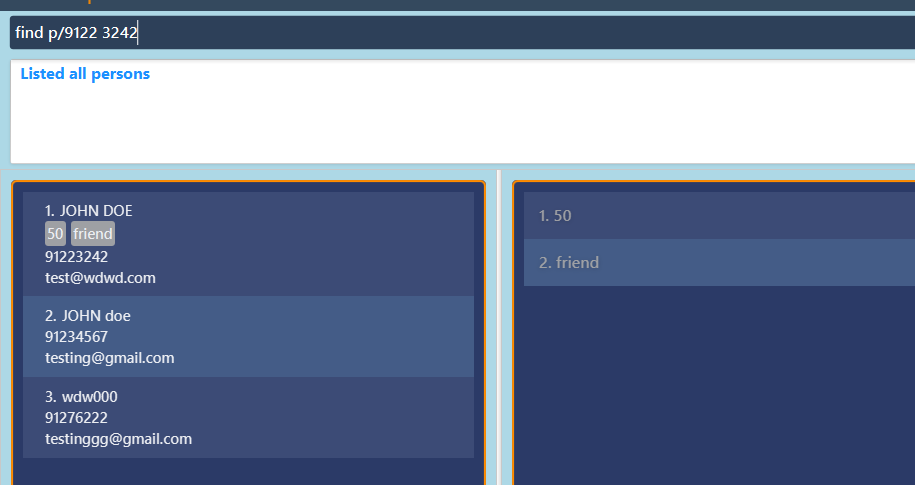 find p/9122 3242
Listed all persons
1. JOHN DOE
50 friend
91223242
test@wdwd.com
2. JOHN doe
91234567
testing@gmail.com
3. wdw000
91276222
testinggg@gmail.com
1. 50
2. friend